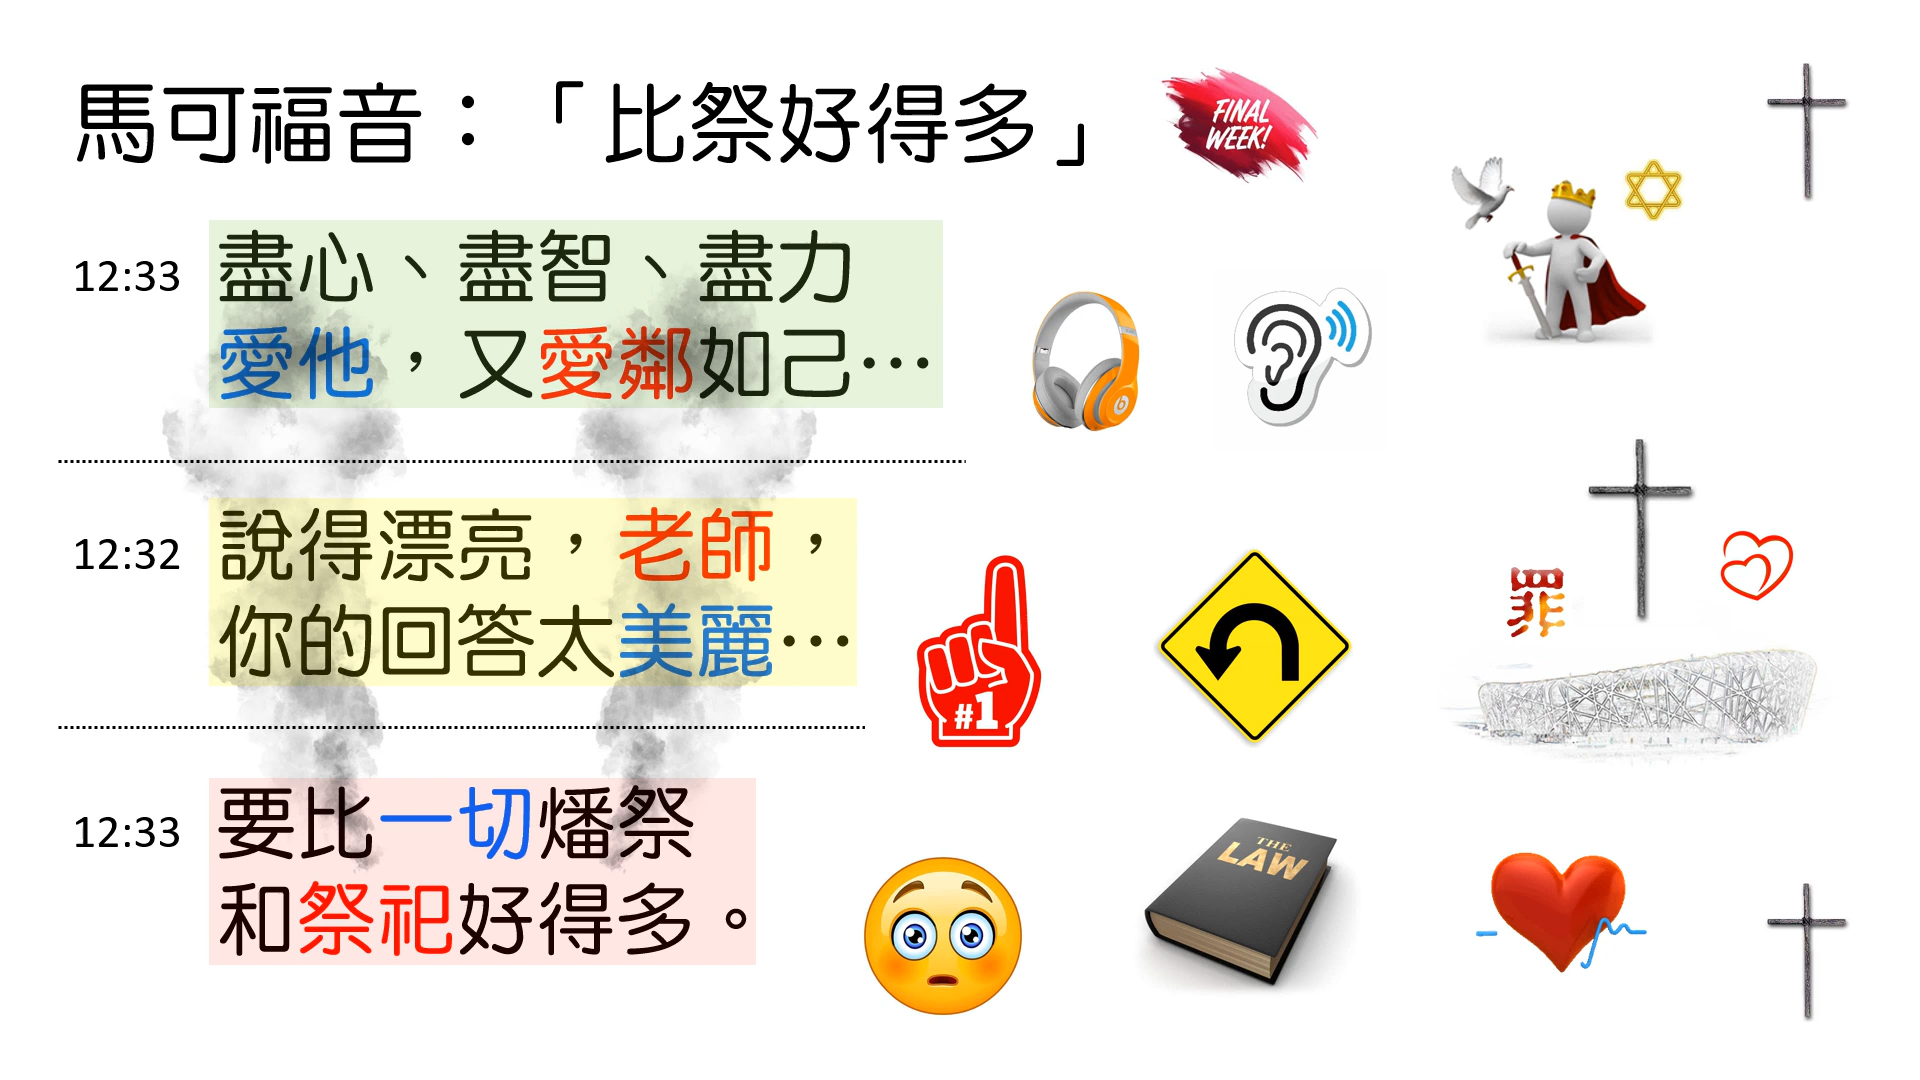 馬可福音：「比祭好得多」
FINAL
WEEK!
12:33
盡心、盡智、盡力
愛他，又愛鄰如己…
12:32
說得漂亮，老師，
你的回答太美麗…
#1
罪
12:33
要比一切燔祭
和祭祀好得多。
THE
LAW
b